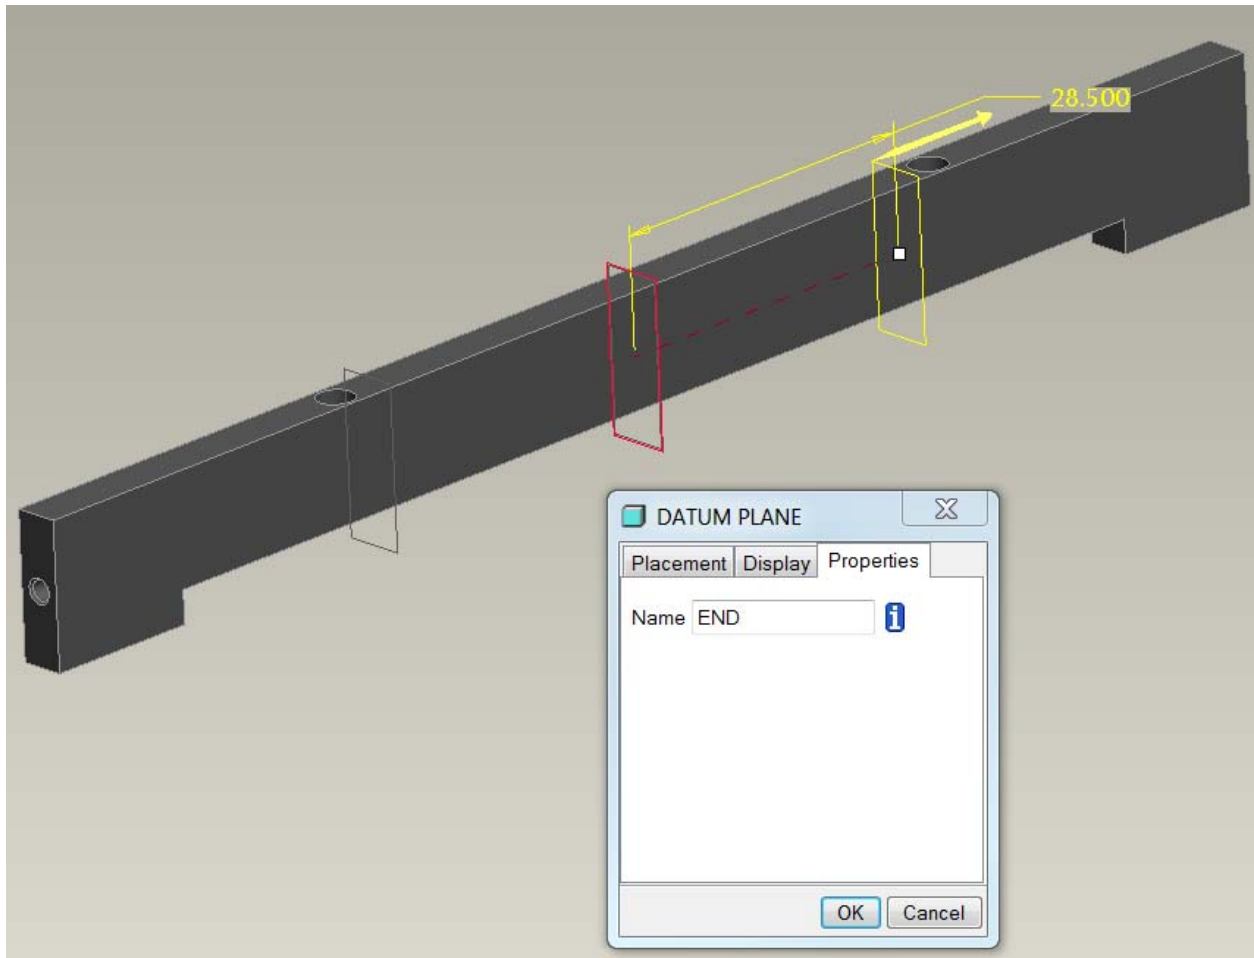 28.500
DATUM PLANE
Placement Display Properties
Name END
OK Cancel